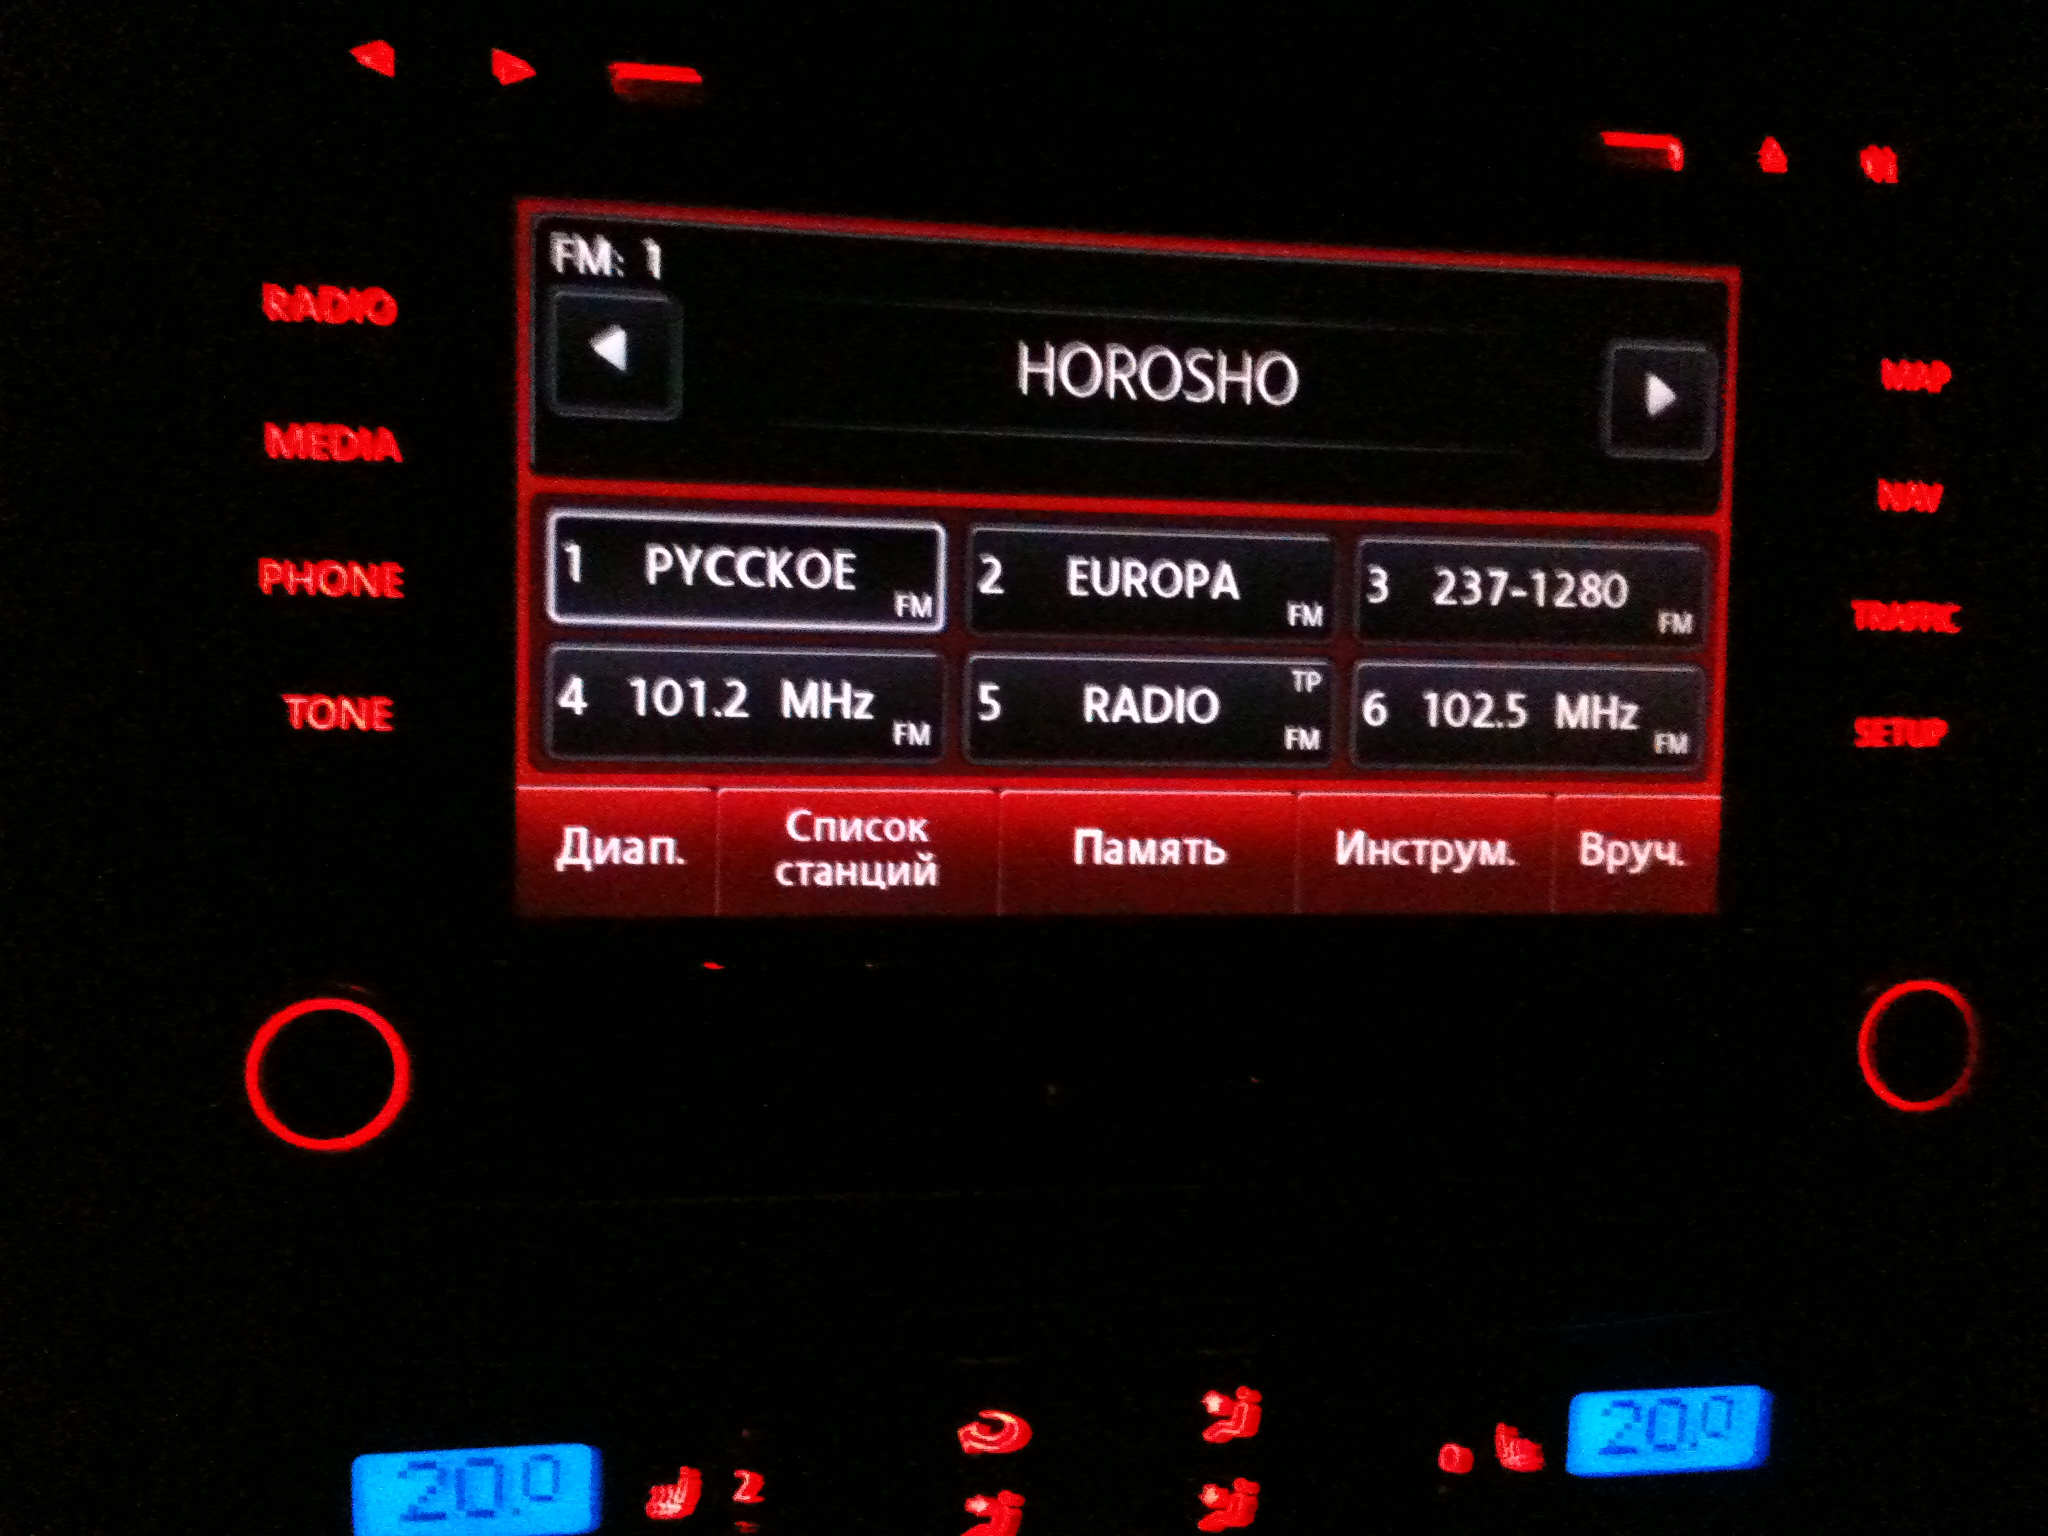 FM: 1
RADIO
HOROSHO
MAP
MEDIA
NAV
PHONE
1 РУССКОЕ FM
2 EUROPA FM
3 237-1280 FM
TRAFFIC
TONE
4 101.2 MHz FM
5 RADIO TP FM
6 102.5 MHz FM
SETUP
Диап.
Список
станций
Память
Инструм.
Вруч.
20.0
2
0
20.0